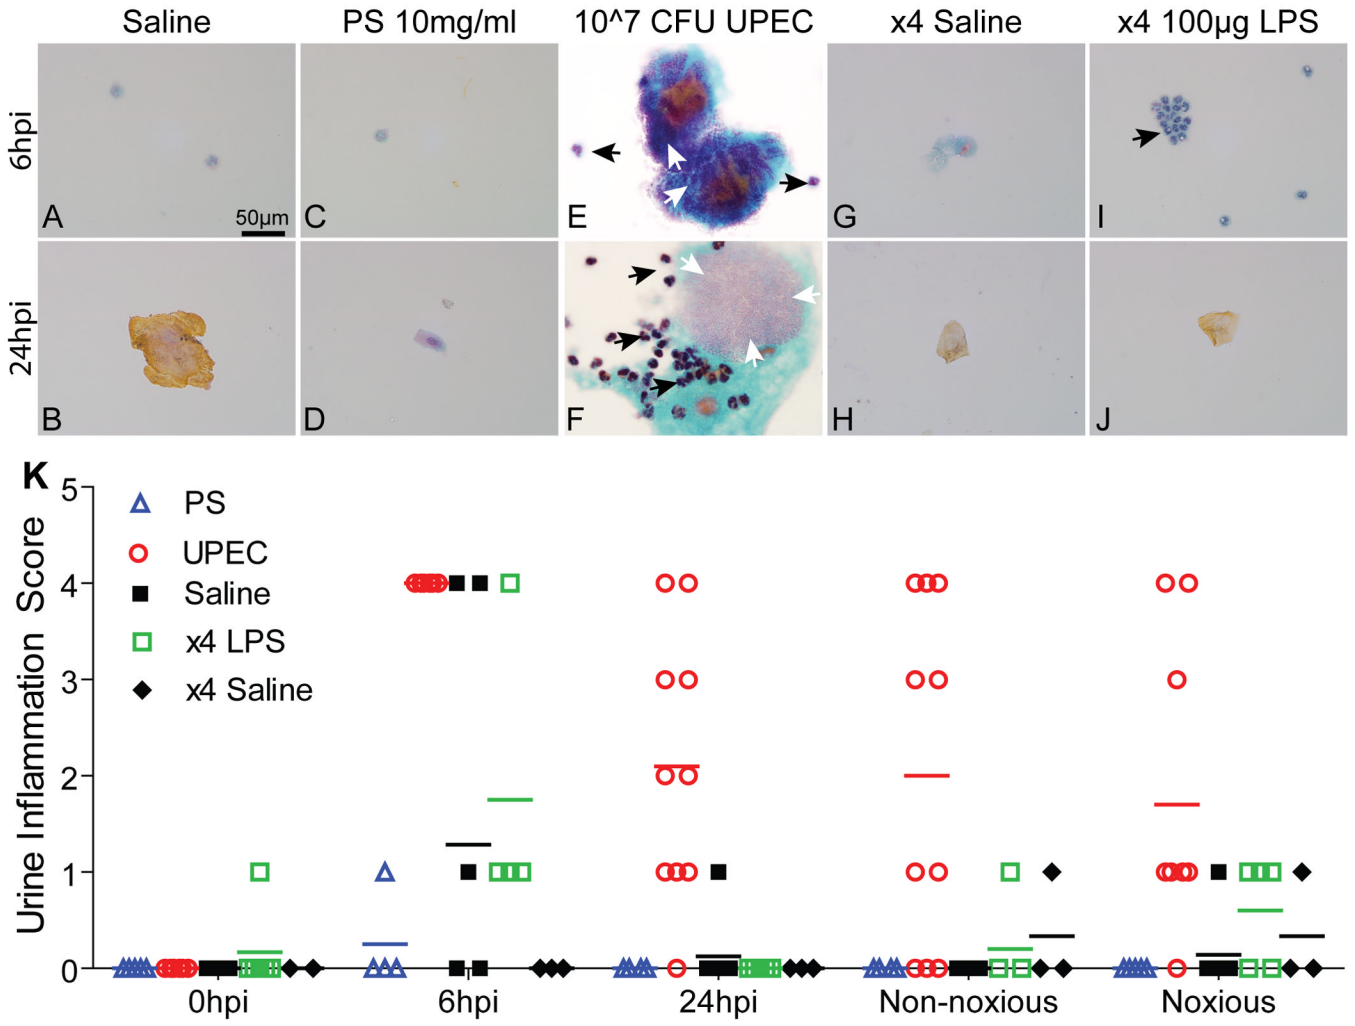 Saline PS 10mg/ml 10^7 CFU UPEC x4 Saline x4 100µg LPS
6hpi
A 50µm C E G I
24hpi
B D F H J
K
Urine Inflammation Score
5
4
3
2
1
0
PS
UPEC
Saline
x4 LPS
x4 Saline
0hpi 6hpi 24hpi Non-noxious Noxious